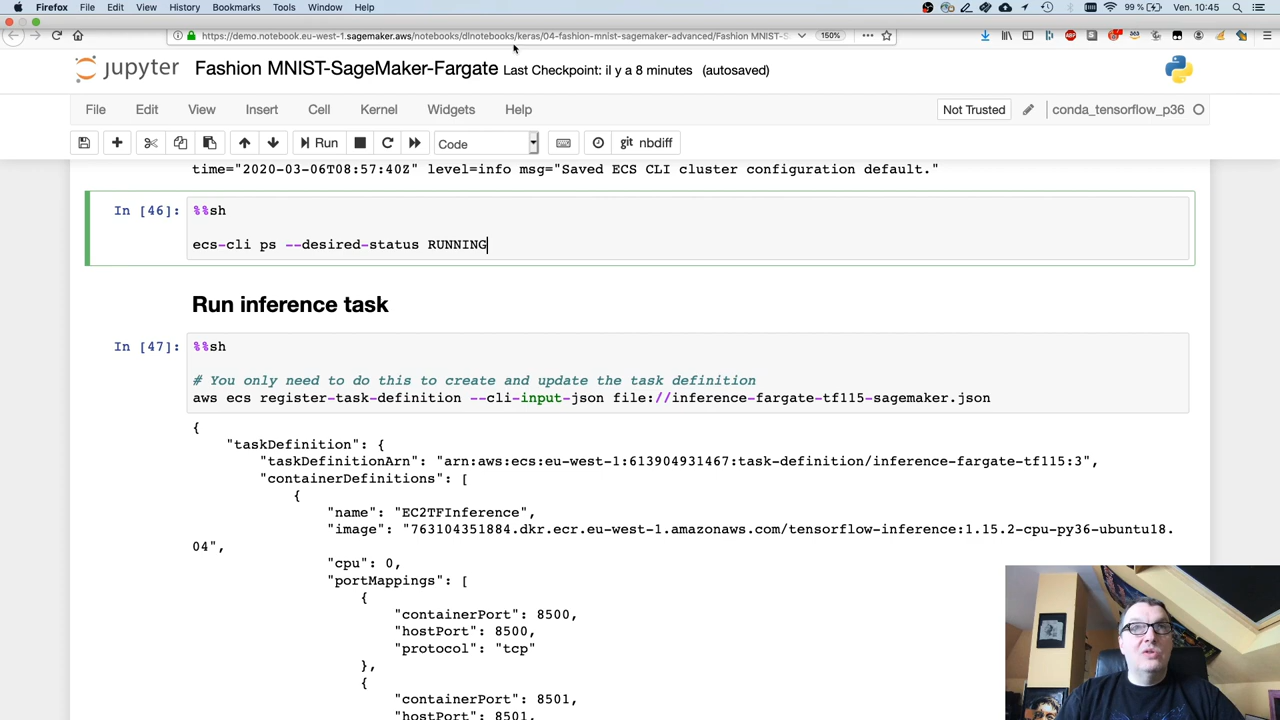 Firefox File Edit View History Bookmarks Tools Window Help 99 % Ven. 10:45
https://demo.notebook.eu-west-1.sagemaker.aws/notebooks/dlnotebooks/keras/04-fashion-mnist-sagemaker-advanced/Fashion MNIST-S 150%
jupyter Fashion MNIST-SageMaker-Fargate Last Checkpoint: il y a 8 minutes (autosaved)
File Edit View Insert Cell Kernel Widgets Help Not Trusted conda_tensorflow_p36
Run Code git nbdiff
time="2020-03-06T08:57:40Z" level=info msg="Saved ECS CLI cluster configuration default."
In [46]: %%sh
ecs-cli ps --desired-status RUNNING
Run inference task
In [47]: %%sh
# You only need to do this to create and update the task definition
aws ecs register-task-definition --cli-input-json file://inference-fargate-tf115-sagemaker.json
{
"taskDefinition": {
"taskDefinitionArn": "arn:aws:ecs:eu-west-1:613904931467:task-definition/inference-fargate-tf115:3",
"containerDefinitions": [
{
"name": "EC2TFInference",
"image": "763104351884.dkr.ecr.eu-west-1.amazonaws.com/tensorflow-inference:1.15.2-cpu-py36-ubuntu18.
04",
"cpu": 0,
"portMappings": [
{
"containerPort": 8500,
"hostPort": 8500,
"protocol": "tcp"
},
{
"containerPort": 8501,
"hostPort": 8501,